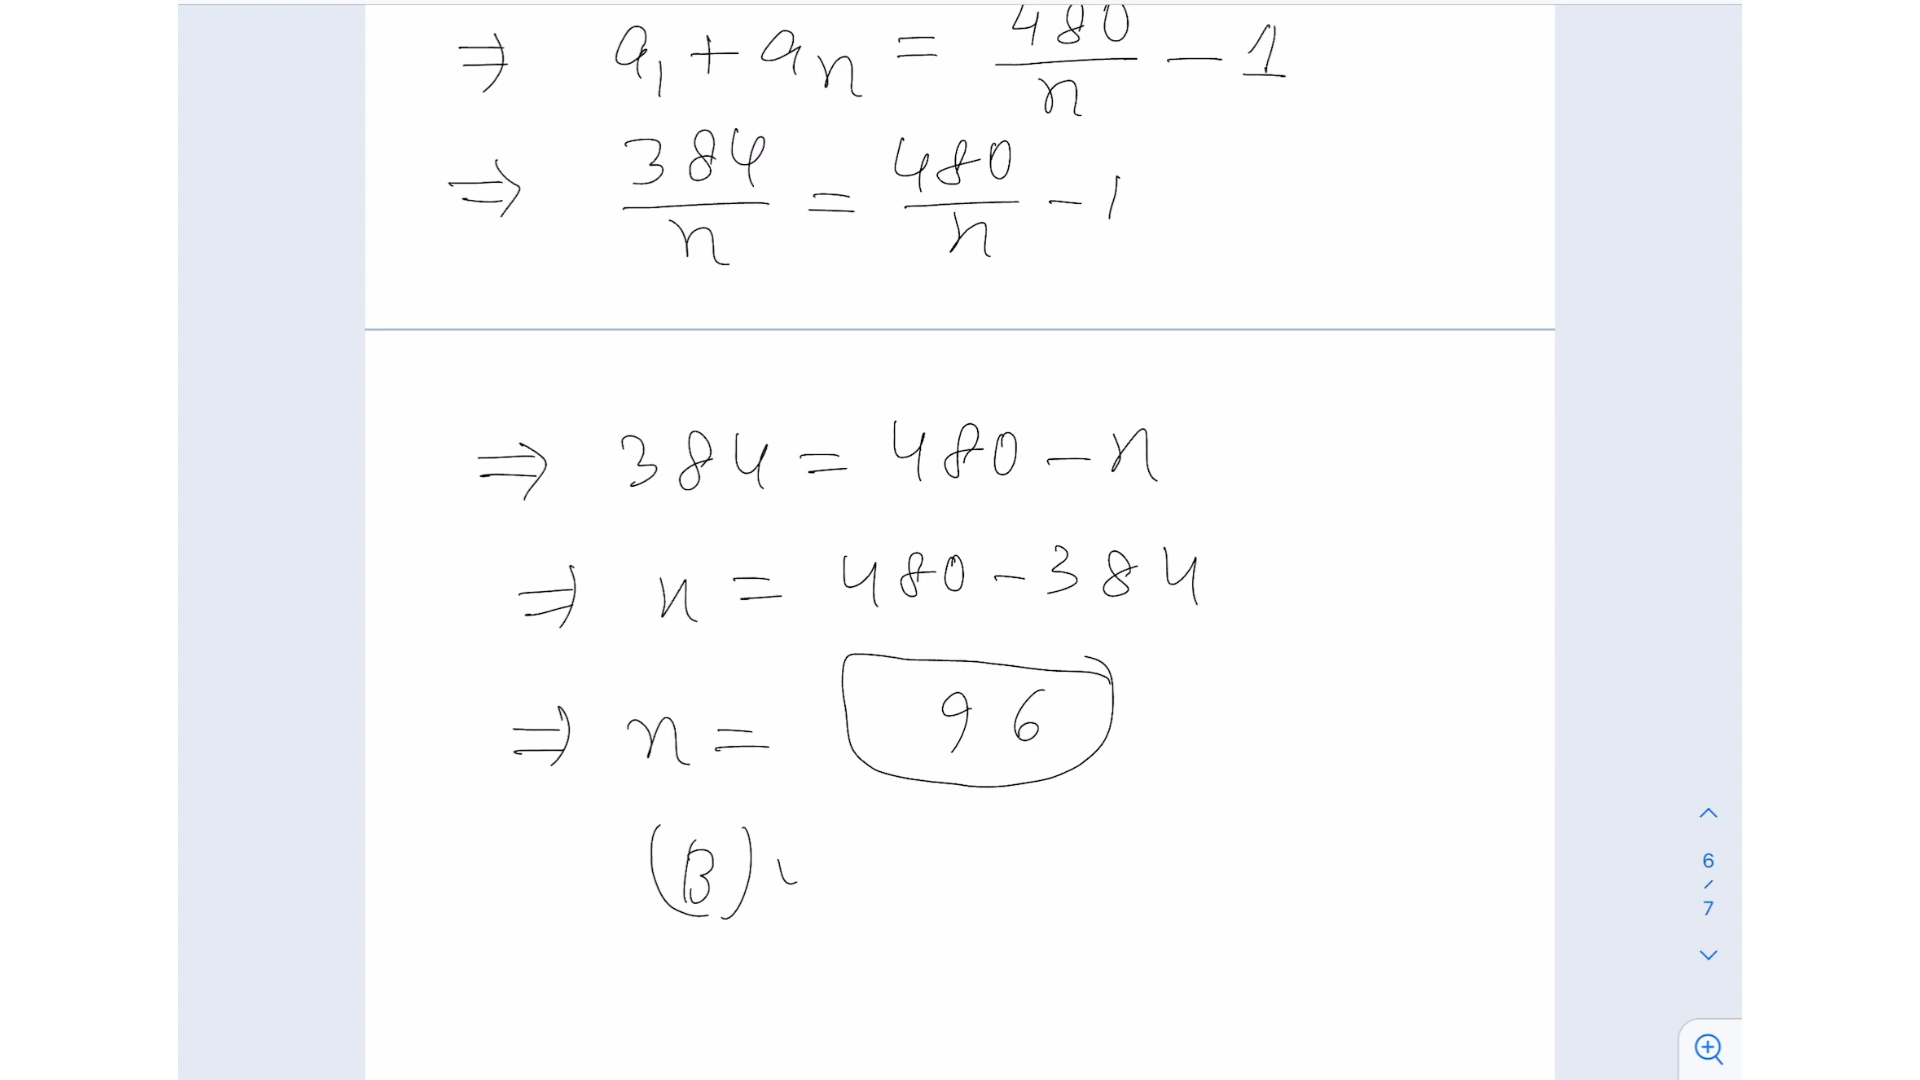 ⇒ a₁ + aₙ = 480/n − 1
⇒ 384/n = 480/n − 1
⇒ 384 = 480 − n
⇒ n = 480 − 384
⇒ n = 96
(B)
6
/
7